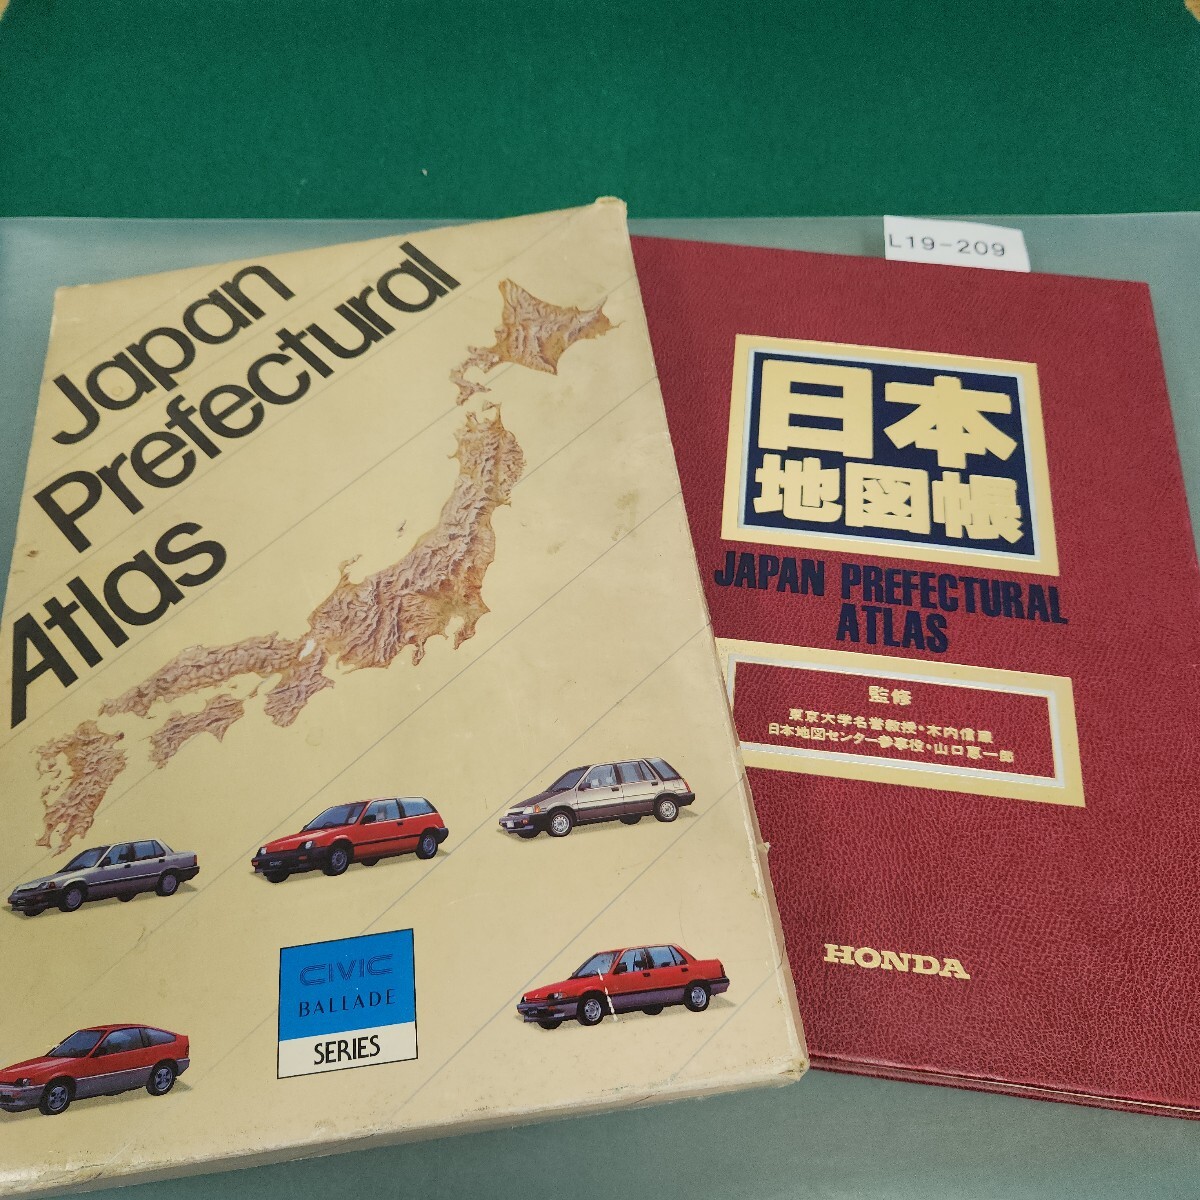 Japan
Prefectural
Atlas
CIVIC
BALLADE
SERIES
L19-209
日本
地図帳
JAPAN PREFECTURAL
ATLAS
監修
東京大学名誉教授・木内信蔵
日本地図センター参事役・山口恵一郎
HONDA